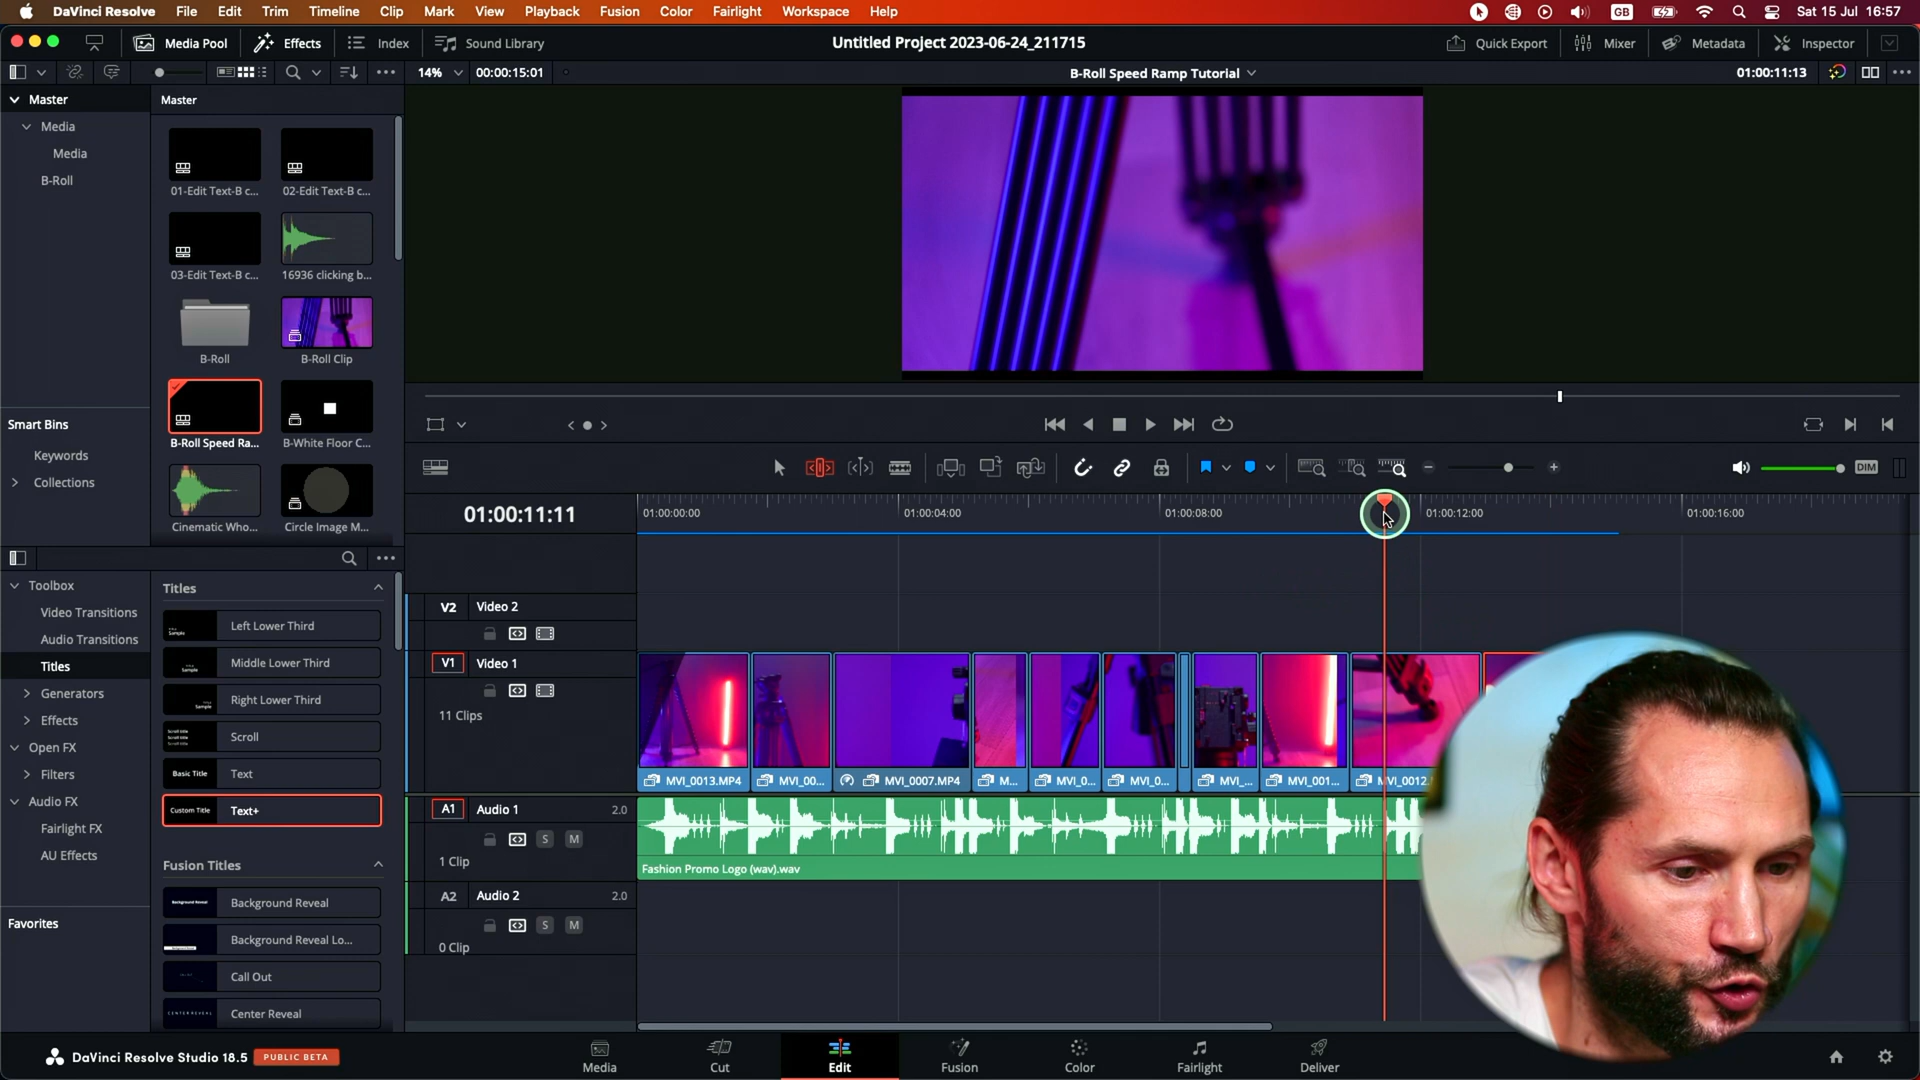 DaVinci Resolve File Edit Trim Timeline Clip Mark View Playback Fusion Color Fairlight Workspace Help GB Sat 15 Jul 16:57
Media Pool Effects Index Sound Library Untitled Project 2023-06-24_211715 Quick Export Mixer Metadata Inspector
14% 00:00:15:01 B-Roll Speed Ramp Tutorial 01:00:11:13
Master
Media
Media
B-Roll
Master
01-Edit Text-B c... 02-Edit Text-B c...
03-Edit Text-B c... 16936 clicking b...
B-Roll B-Roll Clip
B-Roll Speed Ra... B-White Floor C...
Cinematic Who... Circle Image M...
Smart Bins
Keywords
Collections
DIM
01:00:11:11 01:00:00:00 01:00:04:00 01:00:08:00 01:00:12:00 01:00:16:00
Toolbox
Video Transitions
Audio Transitions
Titles
Generators
Effects
Open FX
Filters
Audio FX
Fairlight FX
AU Effects
Favorites
Titles
Left Lower Third
Middle Lower Third
Right Lower Third
Scroll
Basic Title Text
Custom Title Text+
Fusion Titles
Background Reveal
Background Reveal Lo...
Call Out
CENTER REVEAL Center Reveal
V2 Video 2
V1 Video 1
11 Clips
MVI_0013.MP4 MVI_00... MVI_0007.MP4 M... MVI_0... MVI_0... MVI_... MVI_001... MVI_0012
A1 Audio 1 2.0
S M
1 Clip
Fashion Promo Logo (wav).wav
A2 Audio 2 2.0
S M
0 Clip
DaVinci Resolve Studio 18.5 PUBLIC BETA
Media Cut Edit Fusion Color Fairlight Deliver